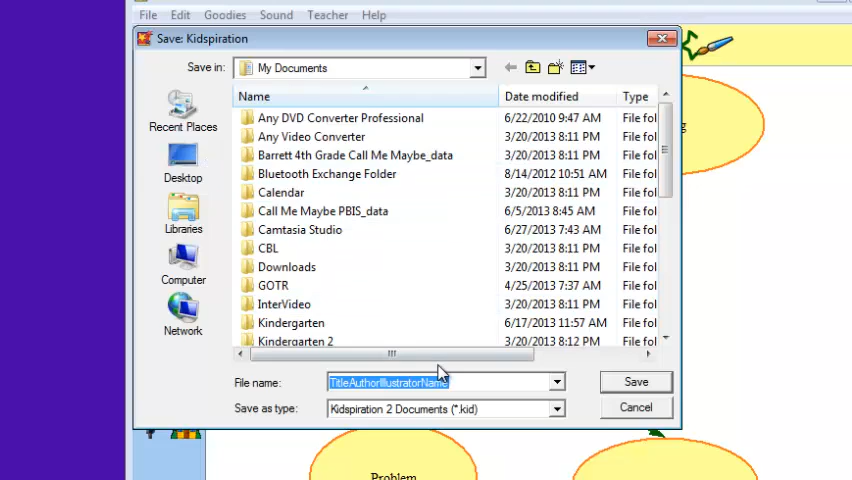 File Edit Goodies Sound Teacher Help
Save: Kidspiration
Save in: My Documents
Name Date modified Type
Recent Places
Desktop
Libraries
Computer
Network
Any DVD Converter Professional 6/22/2010 9:47 AM File fol
Any Video Converter 3/20/2013 8:11 PM File fol
Barrett 4th Grade Call Me Maybe_data 3/20/2013 8:11 PM File fol
Bluetooth Exchange Folder 8/14/2012 10:51 AM File fol
Calendar 3/20/2013 8:11 PM File fol
Call Me Maybe PBIS_data 6/5/2013 8:45 AM File fol
Camtasia Studio 6/27/2013 7:43 AM File fol
CBL 3/20/2013 8:11 PM File fol
Downloads 3/20/2013 8:11 PM File fol
GOTR 4/25/2013 7:37 AM File fol
InterVideo 3/20/2013 8:11 PM File fol
Kindergarten 6/17/2013 11:57 AM File fol
Kindergarten 2 3/20/2013 8:12 PM File fol
File name: TitleAuthorIllustratorName Save
Save as type: Kidspiration 2 Documents (*.kid) Cancel
Problem